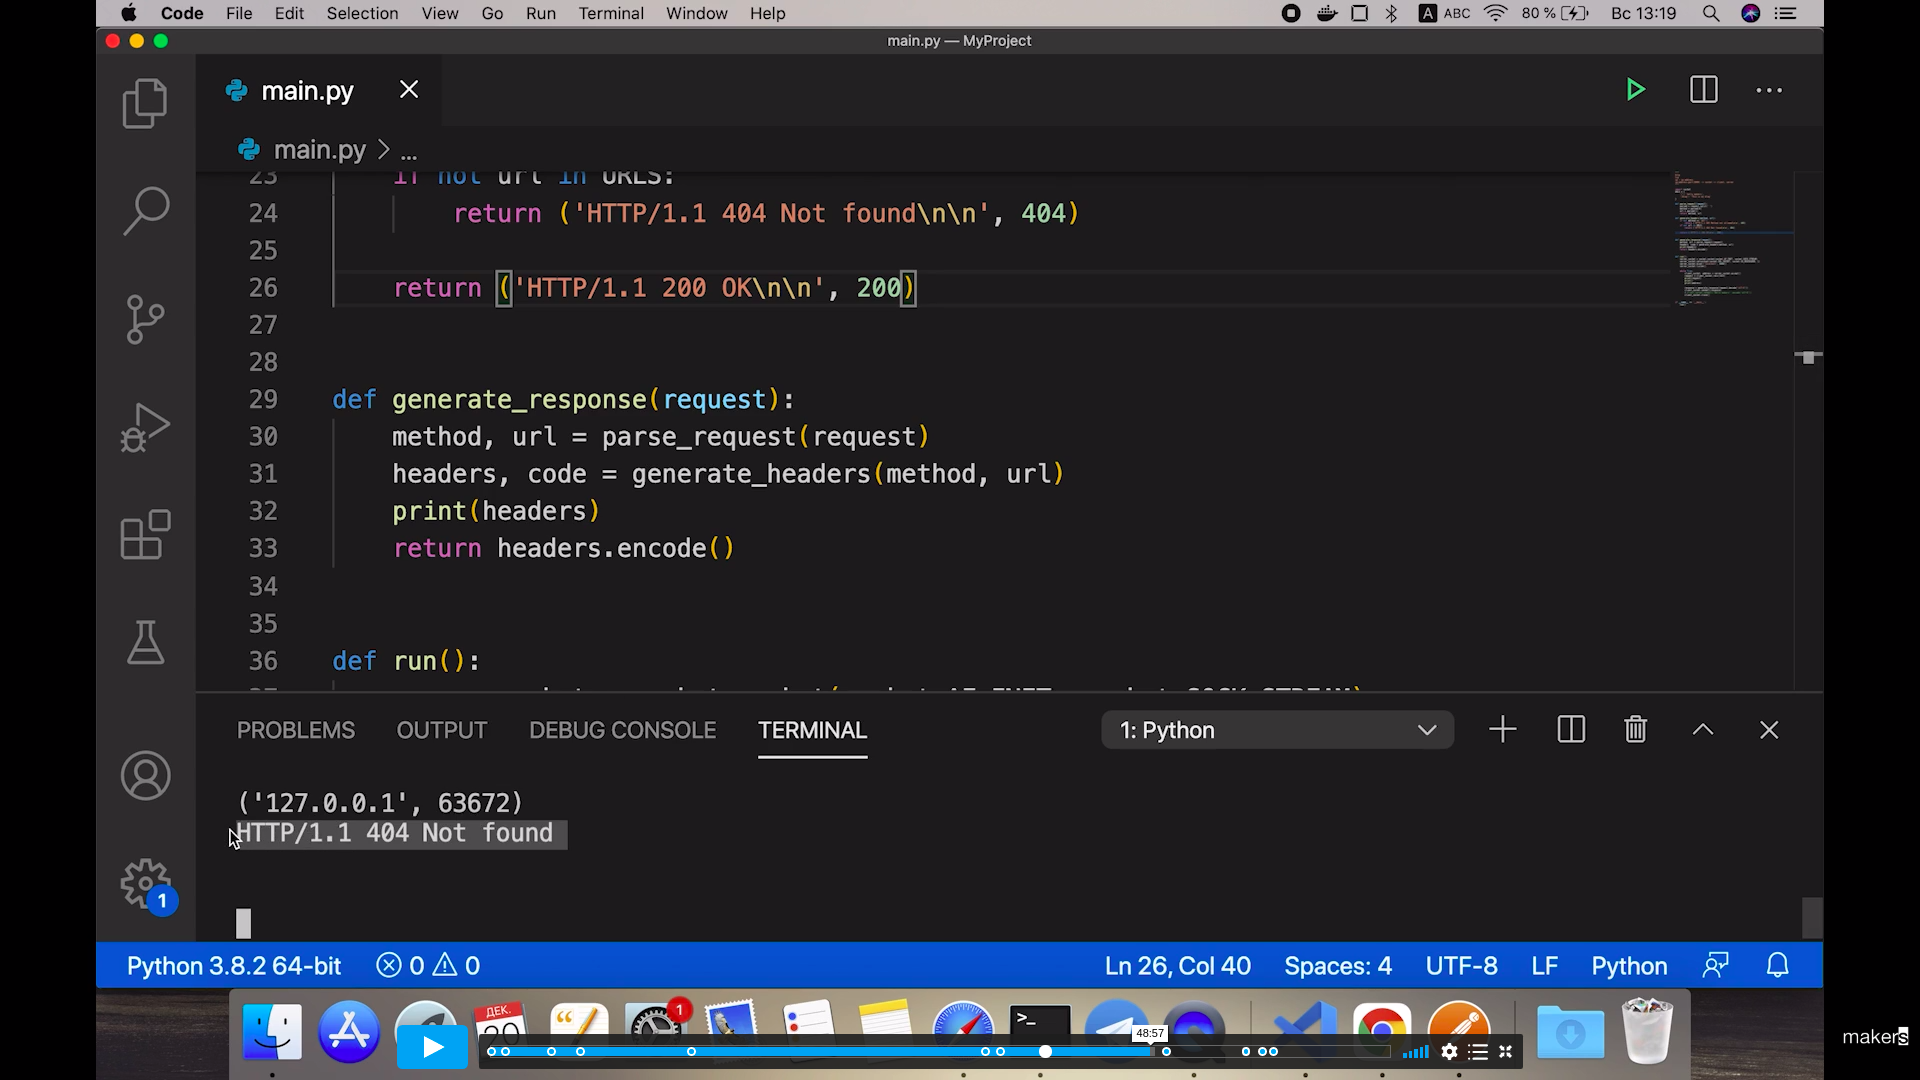 Code File Edit Selection View Go Run Terminal Window Help A ABC 80 % Вс 13:19
main.py — MyProject
main.py
main.py > ...
23 if not url in URLS:
24 return ('HTTP/1.1 404 Not found\n\n', 404)
25
26 return ('HTTP/1.1 200 OK\n\n', 200)
27
28
29 def generate_response(request):
30 method, url = parse_request(request)
31 headers, code = generate_headers(method, url)
32 print(headers)
33 return headers.encode()
34
35
36 def run():
PROBLEMS OUTPUT DEBUG CONSOLE TERMINAL 1: Python
('127.0.0.1', 63672)
HTTP/1.1 404 Not found
1
Python 3.8.2 64-bit 0 0 Ln 26, Col 40 Spaces: 4 UTF-8 LF Python
ДЕК.
1
48:57
makers